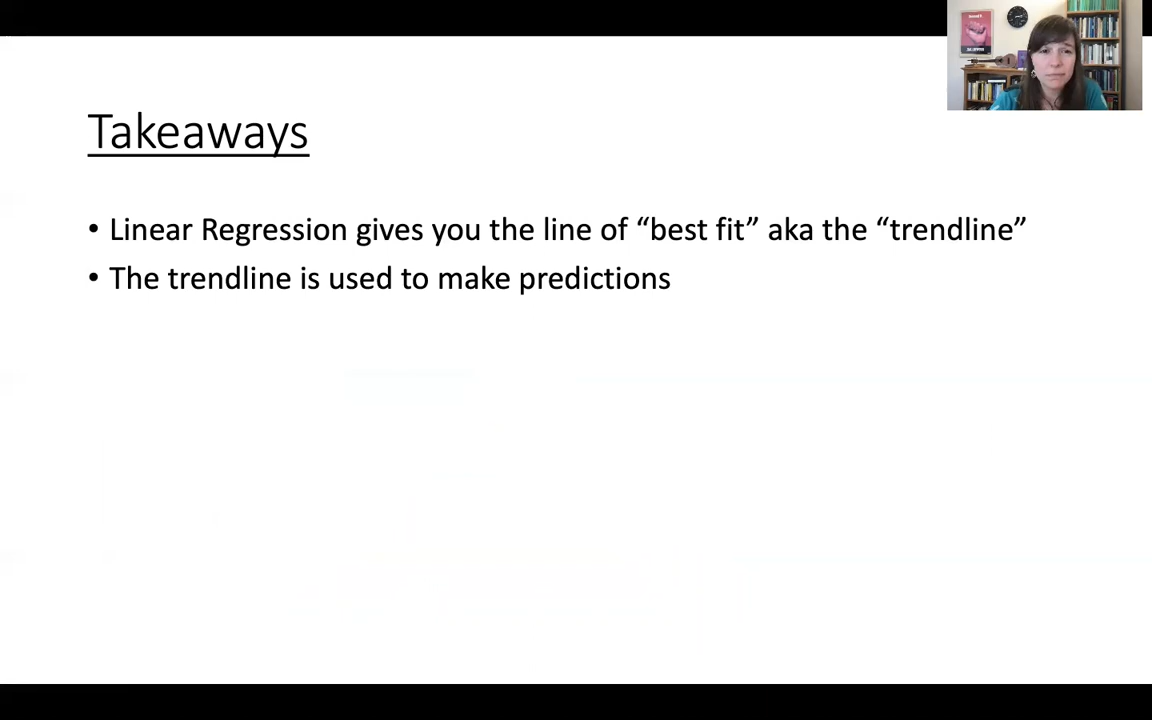 Takeaways
• Linear Regression gives you the line of “best fit” aka the “trendline”
• The trendline is used to make predictions